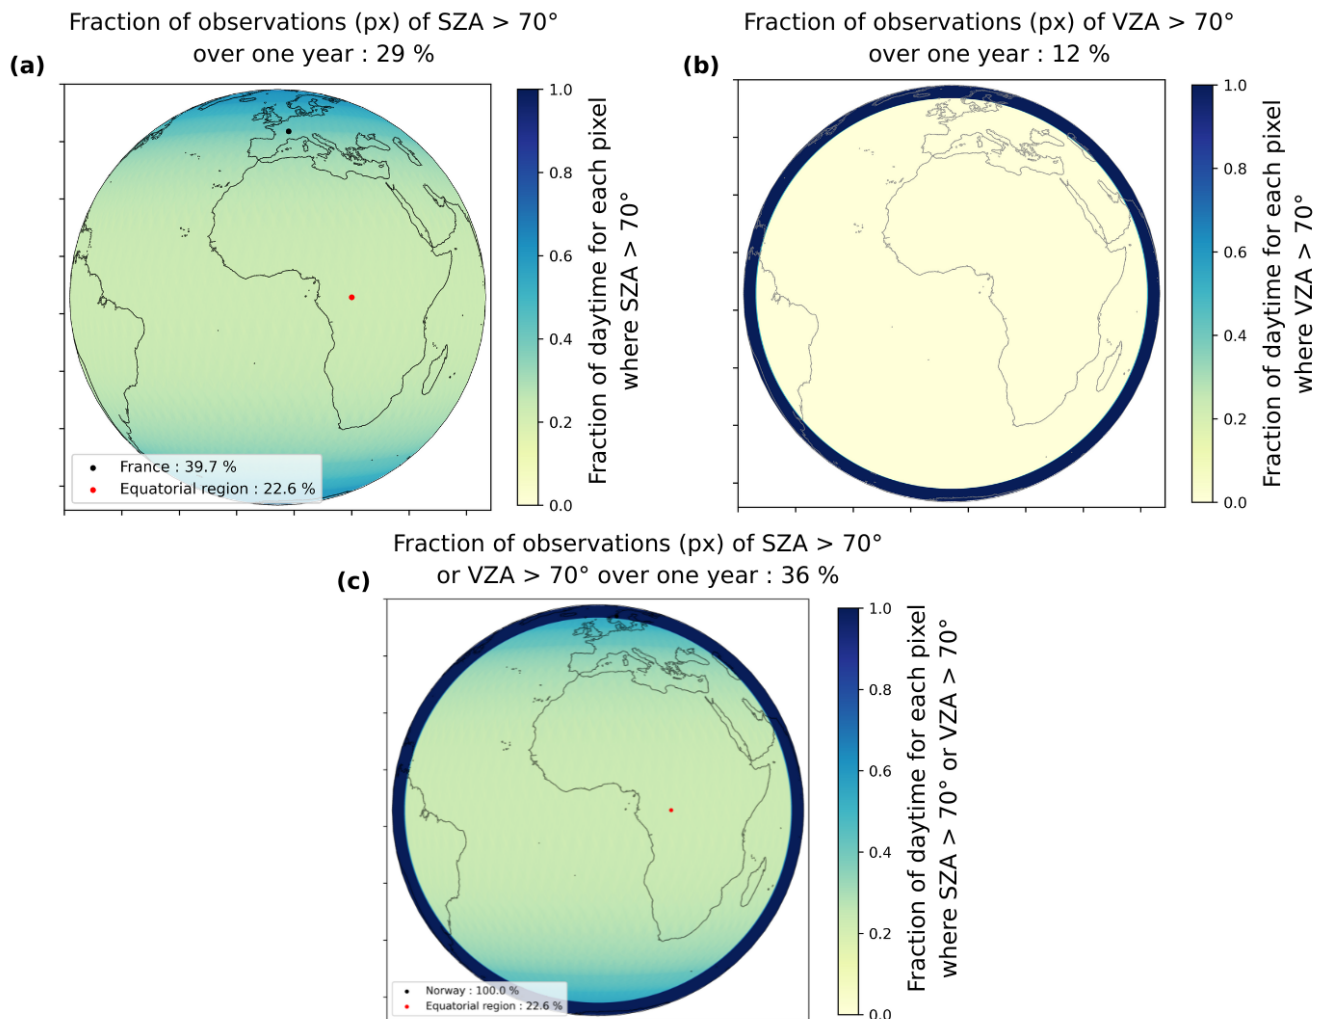 Fraction of observations (px) of SZA > 70°
over one year : 29 %
(a)
1.0
0.8
0.6
0.4
0.2
0.0
Fraction of daytime for each pixel
where SZA > 70°
France : 39.7 %
Equatorial region : 22.6 %
Fraction of observations (px) of VZA > 70°
over one year : 12 %
(b)
1.0
0.8
0.6
0.4
0.2
0.0
Fraction of daytime for each pixel
where VZA > 70°
Fraction of observations (px) of SZA > 70°
or VZA > 70° over one year : 36 %
(c)
1.0
0.8
0.6
0.4
0.2
0.0
Fraction of daytime for each pixel
where SZA > 70° or VZA > 70°
Norway : 100.0 %
Equatorial region : 22.6 %